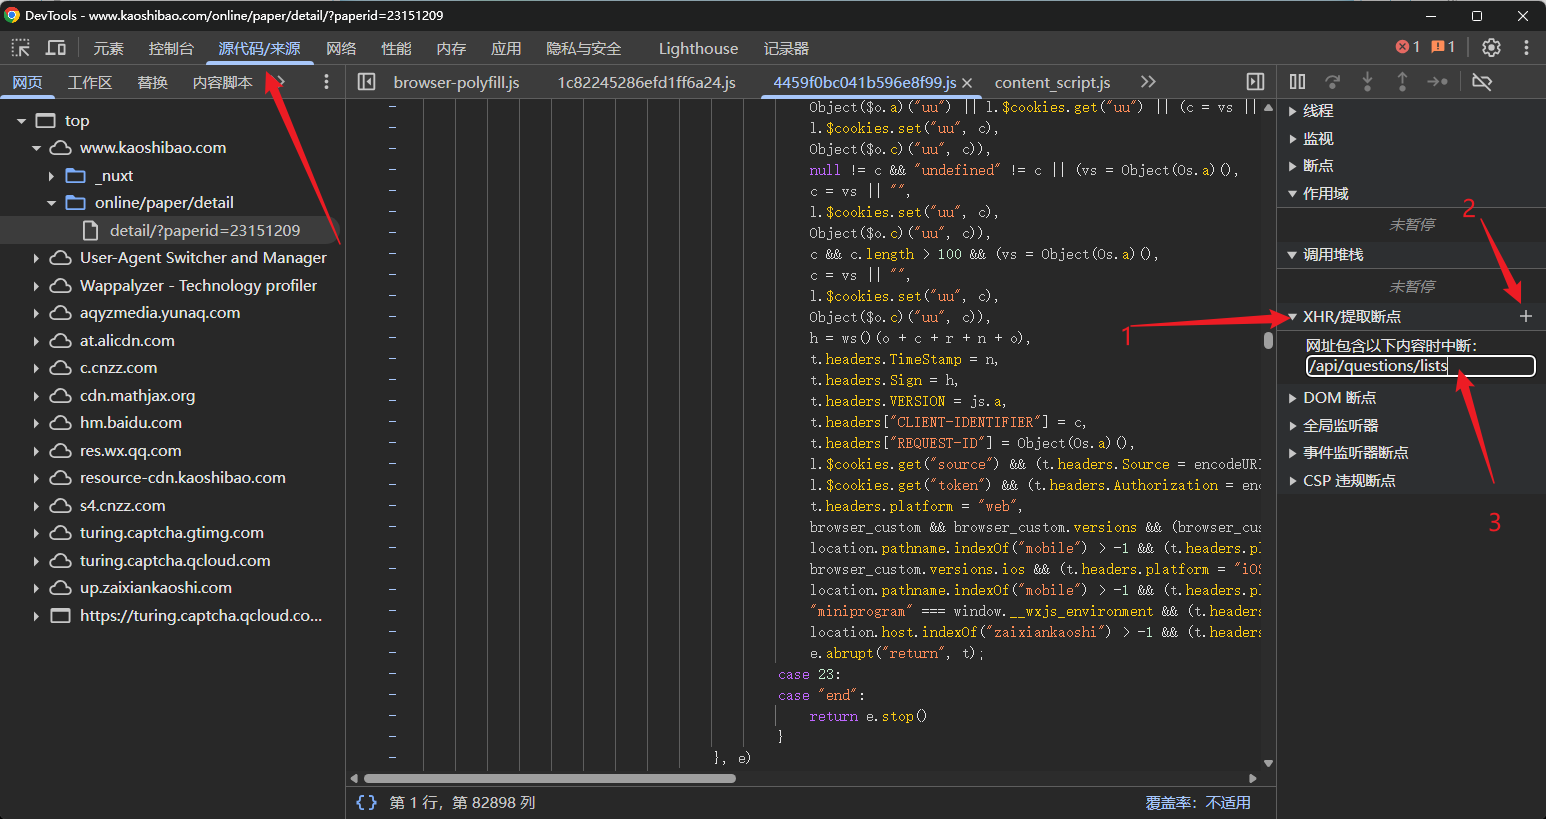 DevTools - www.kaoshibao.com/online/paper/detail/?paperid=23151209
元素 控制台 源代码/来源 网络 性能 内存 应用 隐私与安全 Lighthouse 记录器 1 1
网页 工作区 替换 内容脚本 browser-polyfill.js 1c82245286efd1ff6a24.js 4459f0bc041b596e8f99.js content_script.js
top
www.kaoshibao.com
_nuxt
online/paper/detail
detail/?paperid=23151209
User-Agent Switcher and Manager
Wappalyzer - Technology profiler
aqyzmedia.yunaq.com
at.alicdn.com
c.cnzz.com
cdn.mathjax.org
hm.baidu.com
res.wx.qq.com
resource-cdn.kaoshibao.com
s4.cnzz.com
turing.captcha.gtimg.com
turing.captcha.qcloud.com
up.zaixiankaoshi.com
https://turing.captcha.qcloud.co...
Object($o.a)("uu") || l.$cookies.get("uu") || (c = vs ||
l.$cookies.set("uu", c),
Object($o.c)("uu", c)),
null != c && "undefined" != c || (vs = Object(Os.a)(),
c = vs || "",
l.$cookies.set("uu", c),
Object($o.c)("uu", c)),
c && c.length > 100 && (vs = Object(Os.a)(),
c = vs || "",
l.$cookies.set("uu", c),
Object($o.c)("uu", c)),
h = ws()(o + c + r + n + o),
t.headers.TimeStamp = n,
t.headers.Sign = h,
t.headers.VERSION = js.a,
t.headers["CLIENT-IDENTIFIER"] = c,
t.headers["REQUEST-ID"] = Object(Os.a)(),
l.$cookies.get("source") && (t.headers.Source = encodeURI
l.$cookies.get("token") && (t.headers.Authorization = enc
t.headers.platform = "web",
browser_custom && browser_custom.versions && (browser_cus
location.pathname.indexOf("mobile") > -1 && (t.headers.pl
browser_custom.versions.ios && (t.headers.platform = "iOS
location.pathname.indexOf("mobile") > -1 && (t.headers.pl
"miniprogram" === window.__wxjs_environment && (t.headers
location.host.indexOf("zaixiankaoshi") > -1 && (t.headers
e.abrupt("return", t);
case 23:
case "end":
return e.stop()
}
}, e)
{} 第 1 行，第 82898 列
覆盖率：不适用
线程
监视
断点
作用域
未暂停
调用堆栈
未暂停
XHR/提取断点
网址包含以下内容时中断：
/api/questions/lists
DOM 断点
全局监听器
事件监听器断点
CSP 违规断点
1
2
3